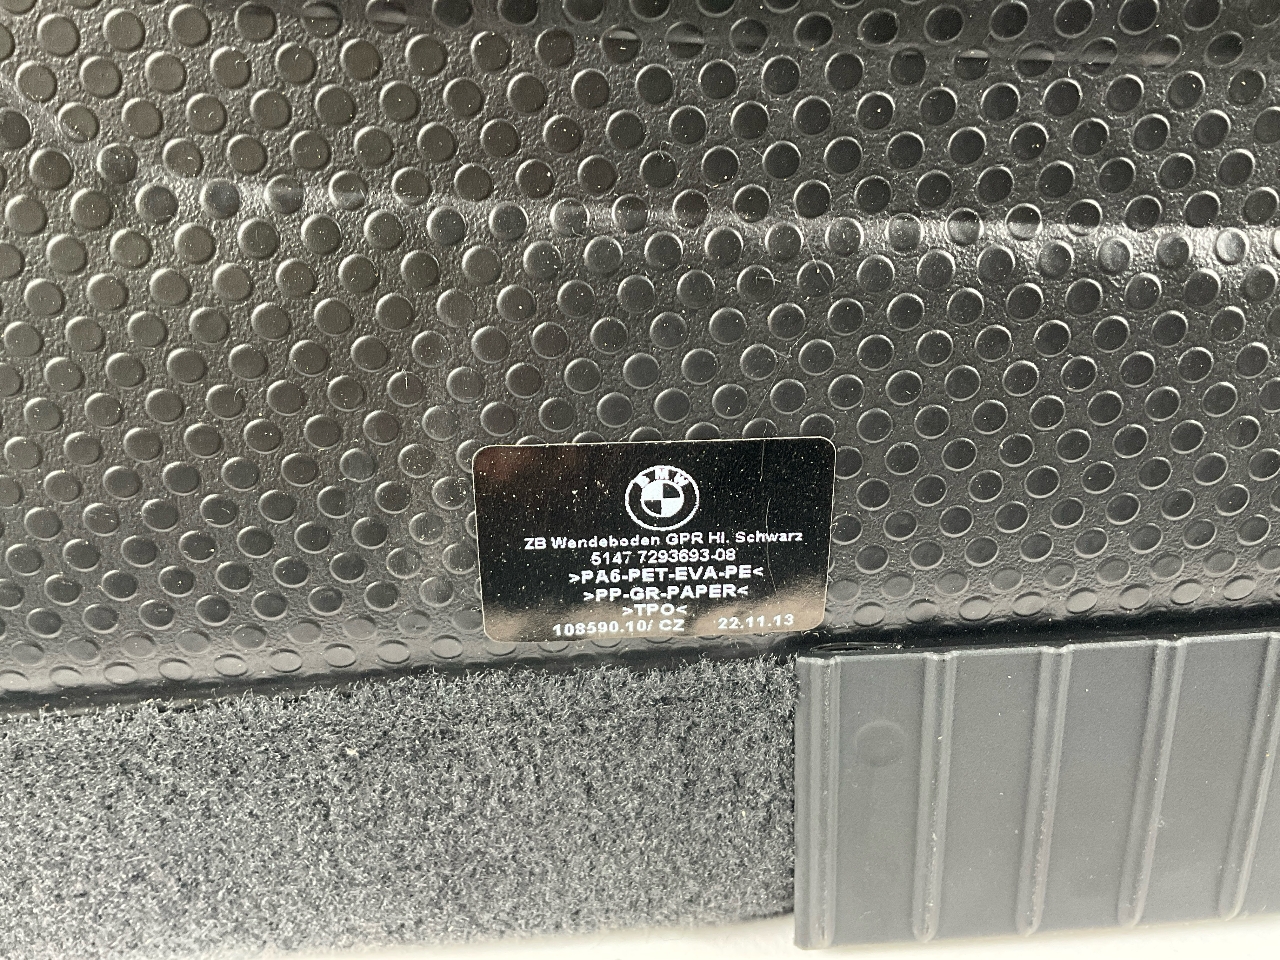 BMW
ZB Wendeboden GPR HI. Schwarz
5147 7293693-08
>PA6-PET-EVA-PE<
>PP-GR-PAPER<
>TPO<
108590.10/ CZ 22.11.13